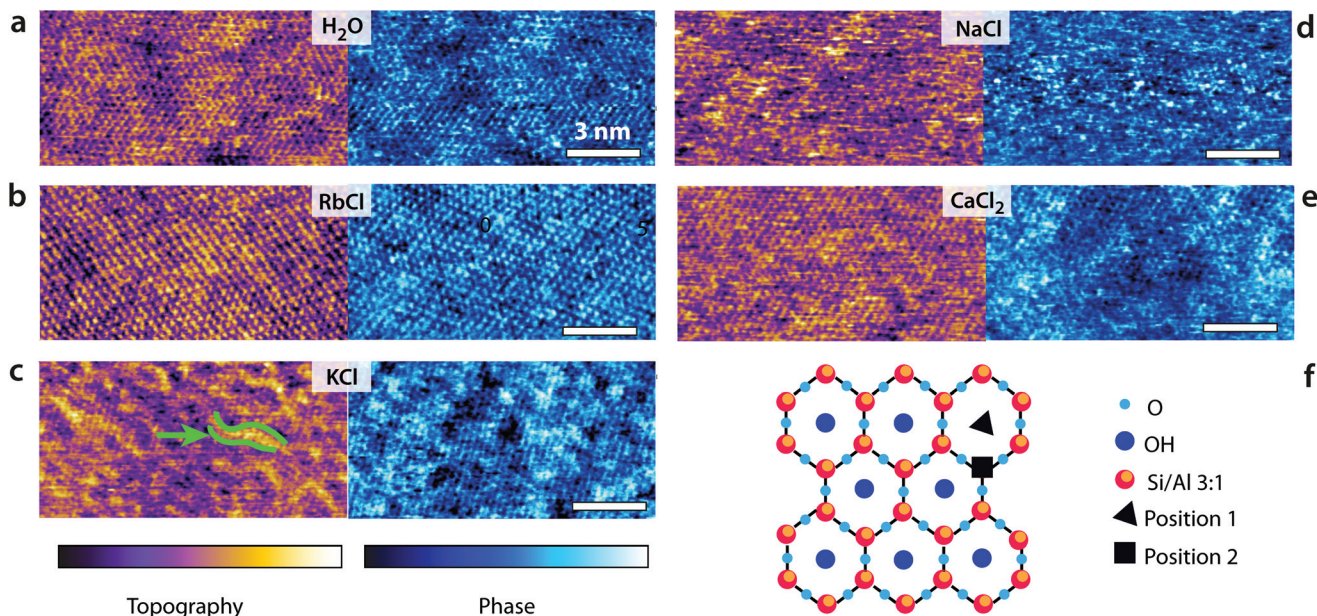 a
H₂O
3 nm
b
RbCl
0
5
c
KCl
Topography
Phase
NaCl
d
CaCl₂
e
f
O
OH
Si/Al 3:1
Position 1
Position 2